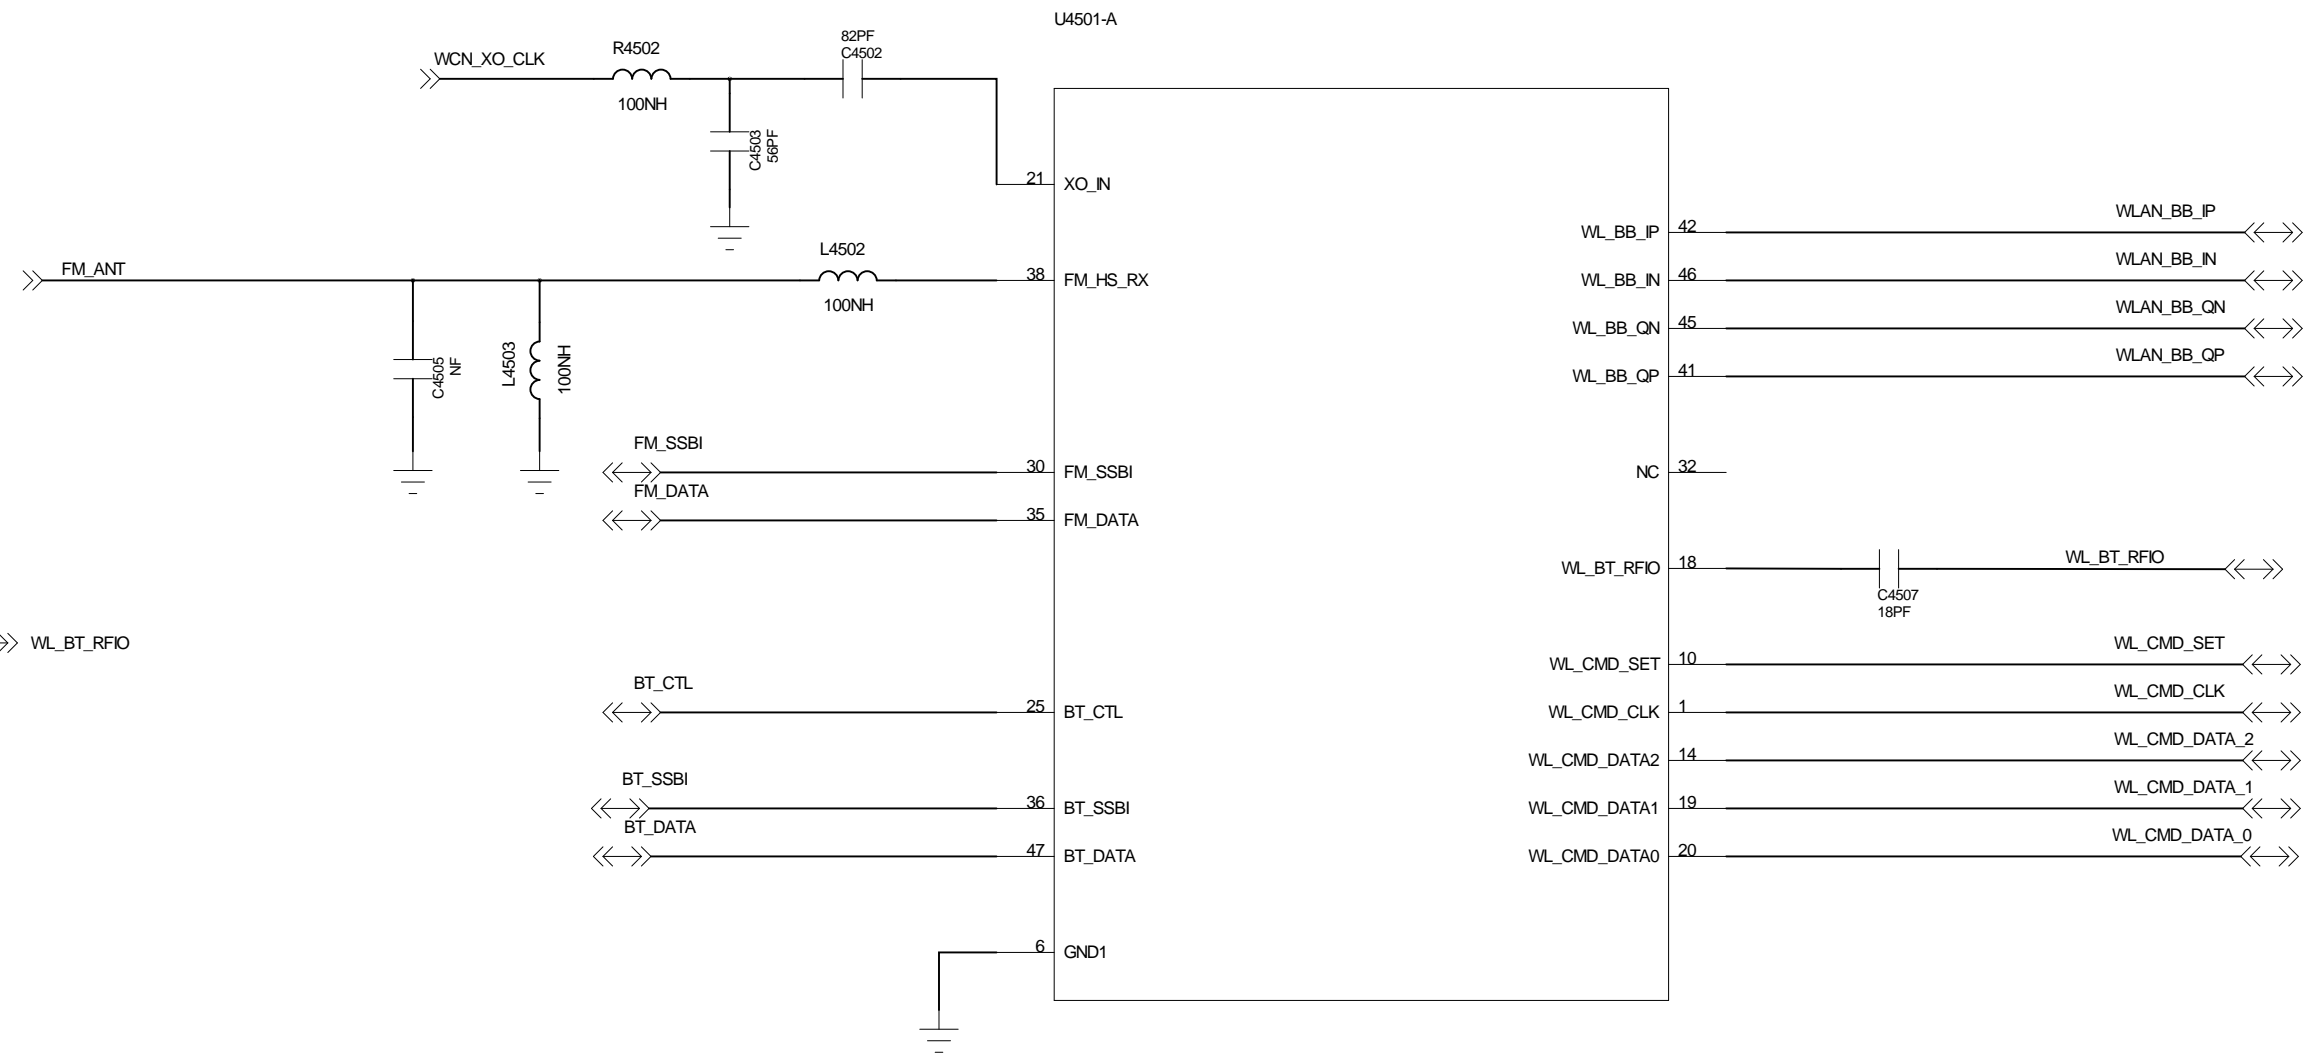 U4501-A
82PF
C4502
R4502
WCN_XO_CLK
100NH
C4503
56PF
21 XO_IN
WLAN_BB_IP
WL_BB_IP 42
L4502
FM_ANT
38 FM_HS_RX
100NH
WLAN_BB_IN
WL_BB_IN 46
WLAN_BB_QN
WL_BB_QN 45
WLAN_BB_QP
WL_BB_QP 41
C4505
NF
L4503
100NH
FM_SSBI
30 FM_SSBI
NC 32
FM_DATA
35 FM_DATA
WL_BT_RFIO 18
WL_BT_RFIO
C4507
18PF
WL_BT_RFIO
WL_CMD_SET
WL_CMD_SET 10
BT_CTL
25 BT_CTL
WL_CMD_CLK
WL_CMD_CLK 1
WL_CMD_DATA_2
WL_CMD_DATA2 14
BT_SSBI
36 BT_SSBI
WL_CMD_DATA_1
WL_CMD_DATA1 19
BT_DATA
47 BT_DATA
WL_CMD_DATA_0
WL_CMD_DATA0 20
6 GND1